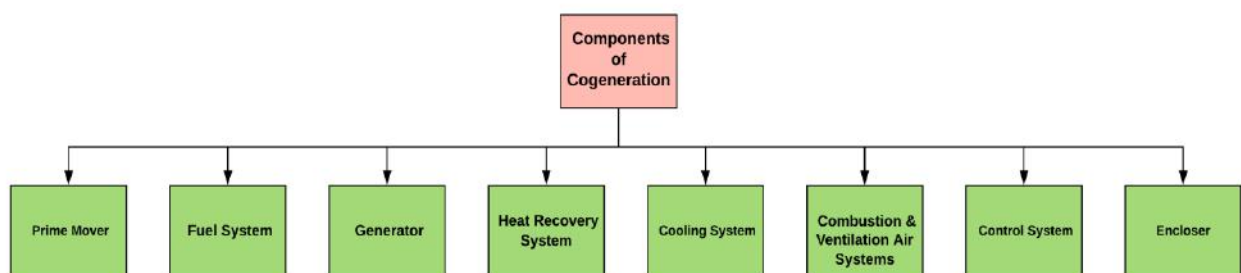 Components
of
Cogeneration
Prime Mover
Fuel System
Generator
Heat Recovery
System
Cooling System
Combustion &
Ventilation Air
Systems
Control System
Encloser